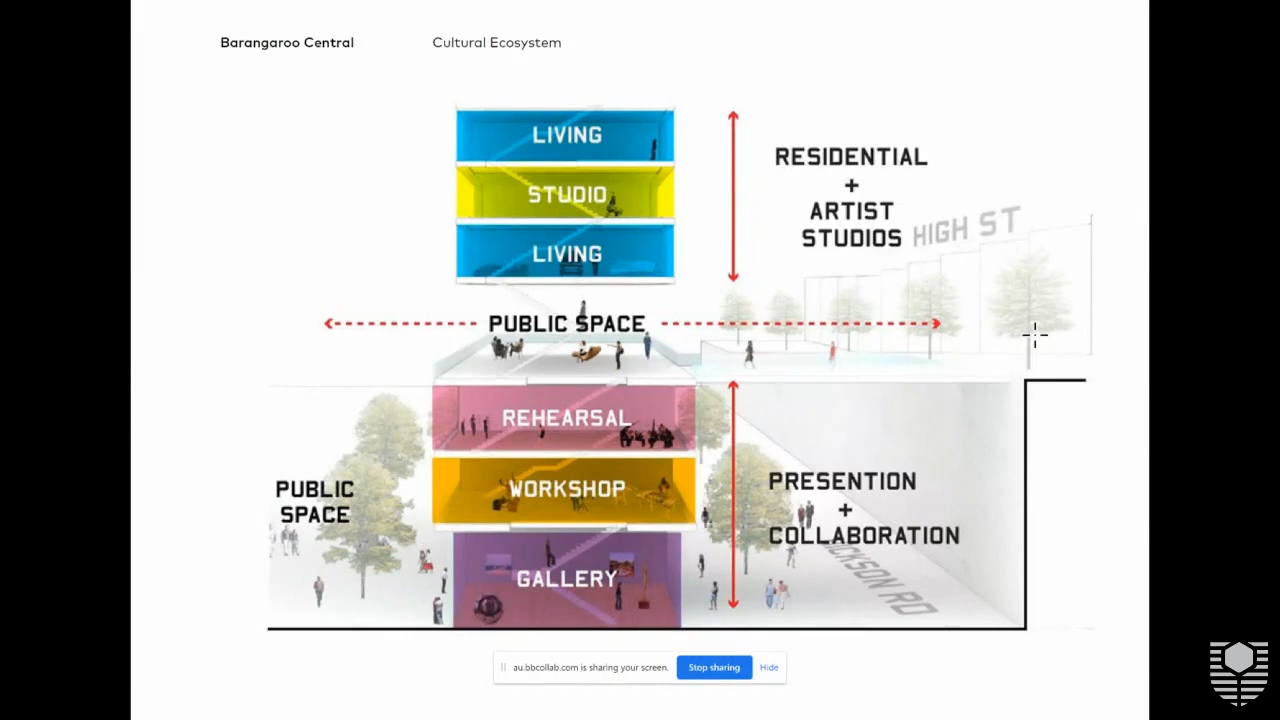 Barangaroo Central
Cultural Ecosystem
LIVING
STUDIO
LIVING
RESIDENTIAL
+
ARTIST
STUDIOS
HIGH ST
PUBLIC SPACE
REHEARSAL
WORKSHOP
GALLERY
PUBLIC
SPACE
PRESENTION
+
COLLABORATION
RD
au.bbcollab.com is sharing your screen.
Stop sharing
Hide